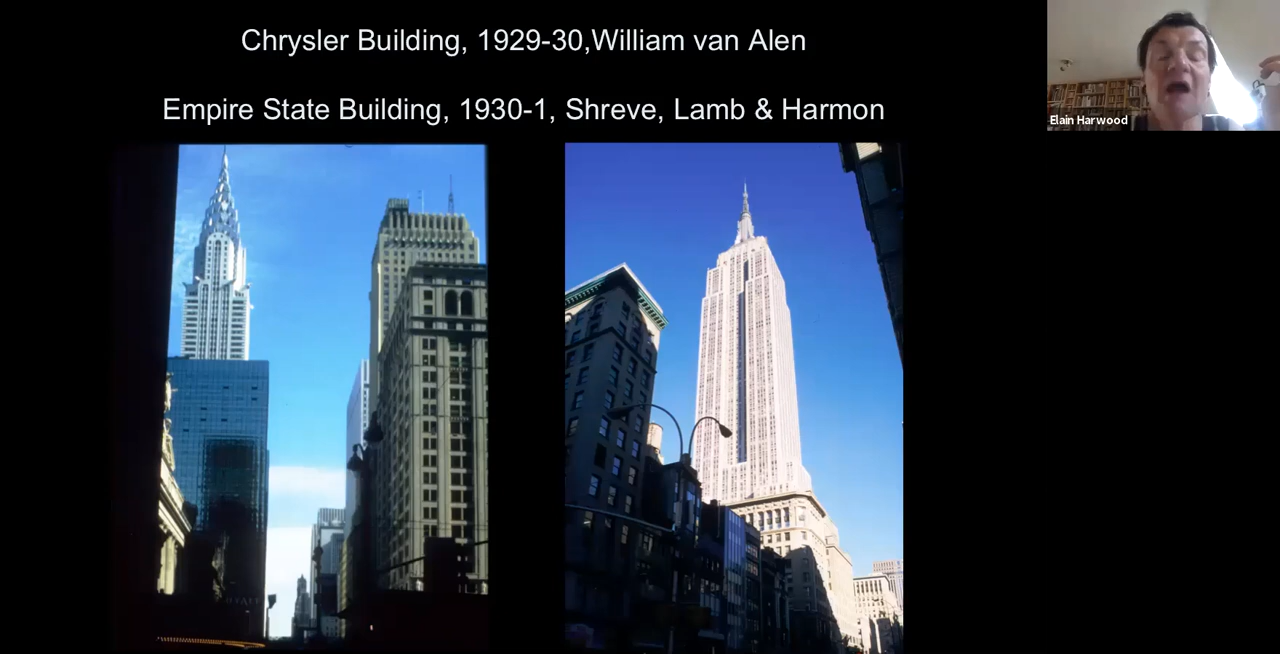 Chrysler Building, 1929-30,William van Alen
Empire State Building, 1930-1, Shreve, Lamb & Harmon
Elain Harwood